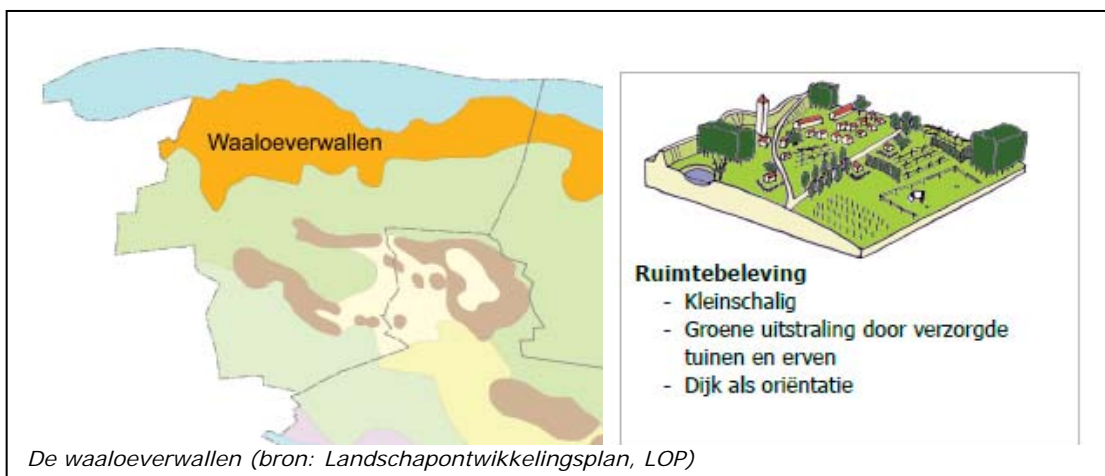 Waaloeverwallen
Ruimtebeleving
- Kleinschalig
- Groene uitstraling door verzorgde
tuinen en erven
- Dijk als oriëntatie
De waaloeverwallen (bron: Landschapontwikkelingsplan, LOP)